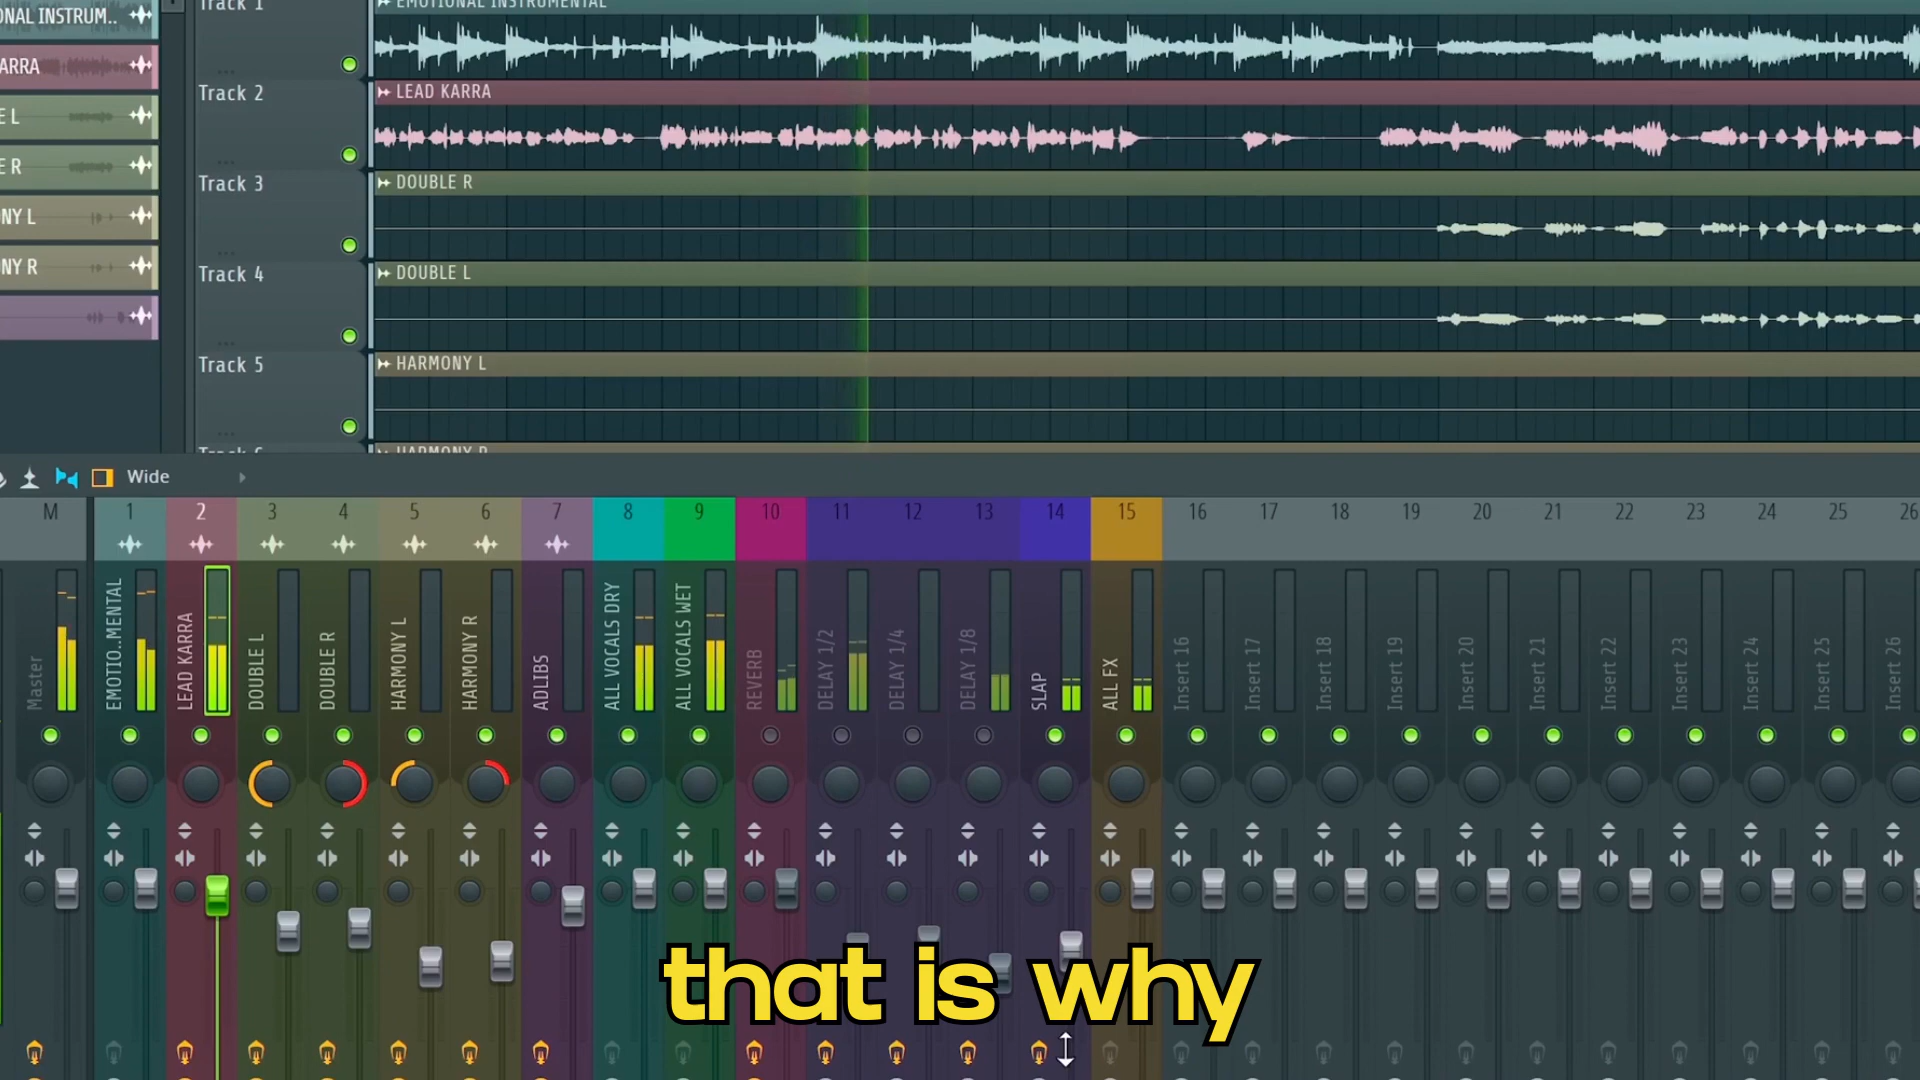 Track 1
EMOTIONAL INSTRUMENTAL
ONAL INSTRUM..
ARRA
E L
E R
NY L
NY R
Track 2
LEAD KARRA
Track 3
DOUBLE R
Track 4
DOUBLE L
Track 5
HARMONY L
HARMONY R
Wide
M 1 2 3 4 5 6 7 8 9 10 11 12 13 14 15 16 17 18 19 20 21 22 23 24 25 26
Master
EMOTIO..MENTAL
LEAD KARRA
DOUBLE L
DOUBLE R
HARMONY L
HARMONY R
ADLIBS
ALL VOCALS DRY
ALL VOCALS WET
REVERB
DELAY 1/2
DELAY 1/4
DELAY 1/8
SLAP
ALL FX
Insert 16
Insert 17
Insert 18
Insert 19
Insert 20
Insert 21
Insert 22
Insert 23
Insert 24
Insert 25
Insert 26
that is why